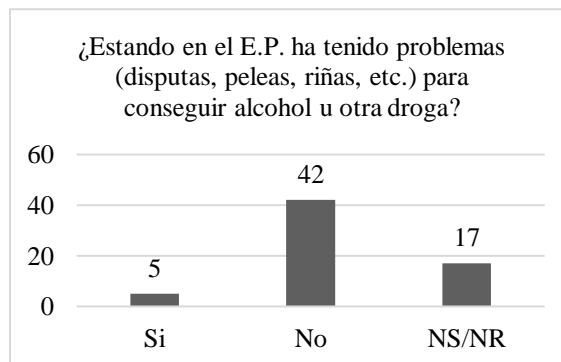 ¿Estando en el E.P. ha tenido problemas
(disputas, peleas, riñas, etc.) para
conseguir alcohol u otra droga?
60
42
40
17
20
5
0
Si No NS/NR